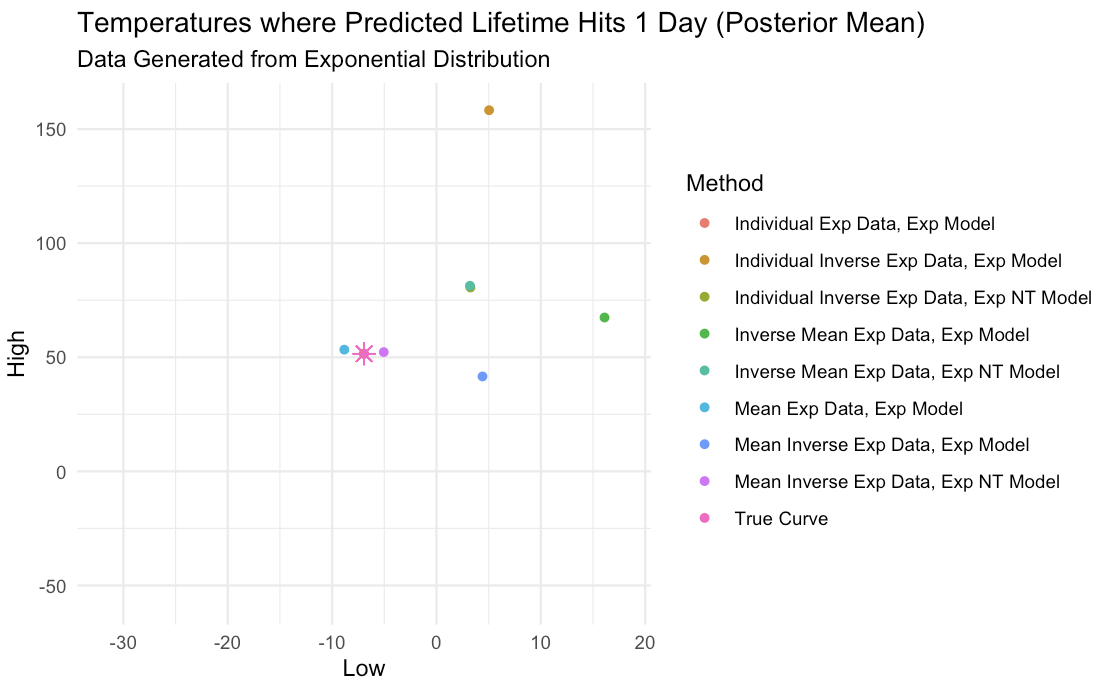 Temperatures where Predicted Lifetime Hits 1 Day (Posterior Mean)
Data Generated from Exponential Distribution
150
100
50
0
-50
High
-30 -20 -10 0 10 20
Low
Method
Individual Exp Data, Exp Model
Individual Inverse Exp Data, Exp Model
Individual Inverse Exp Data, Exp NT Model
Inverse Mean Exp Data, Exp Model
Inverse Mean Exp Data, Exp NT Model
Mean Exp Data, Exp Model
Mean Inverse Exp Data, Exp Model
Mean Inverse Exp Data, Exp NT Model
True Curve